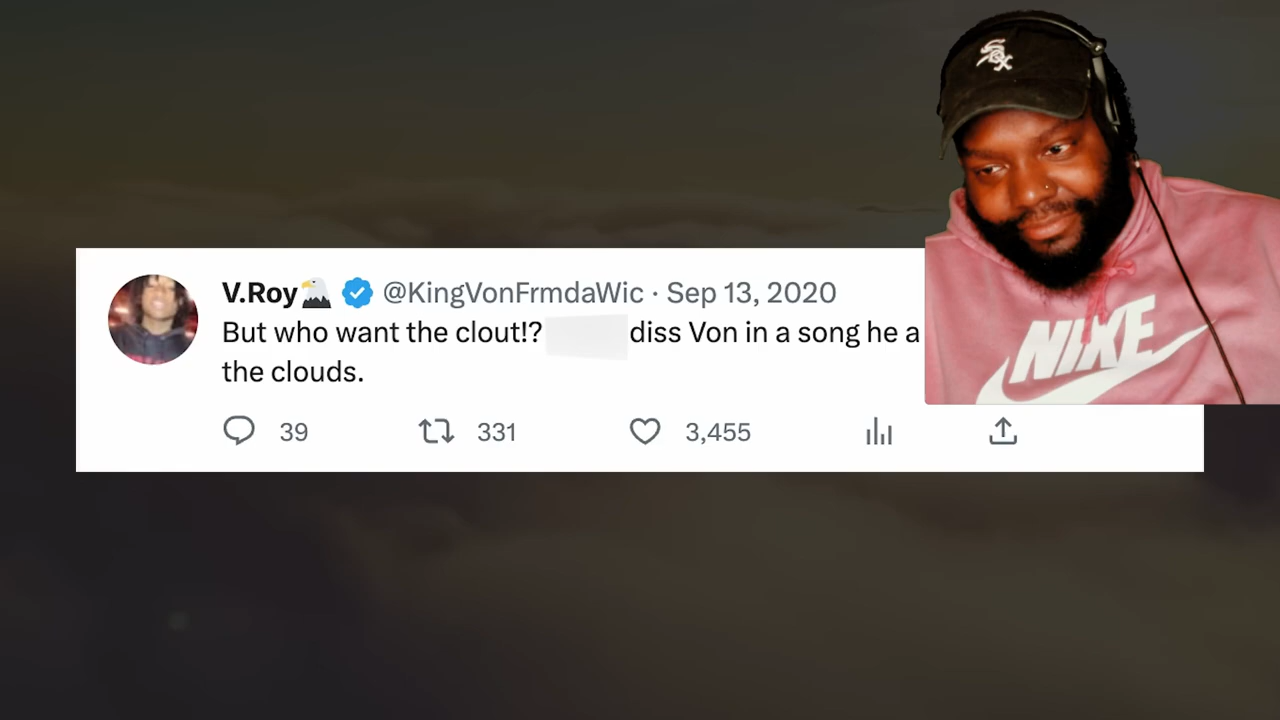 V.Roy🦅 @KingVonFrmdaWic · Sep 13, 2020
But who want the clout!? diss Von in a song he a
the clouds.
39 331 3,455
Sox
NIKE